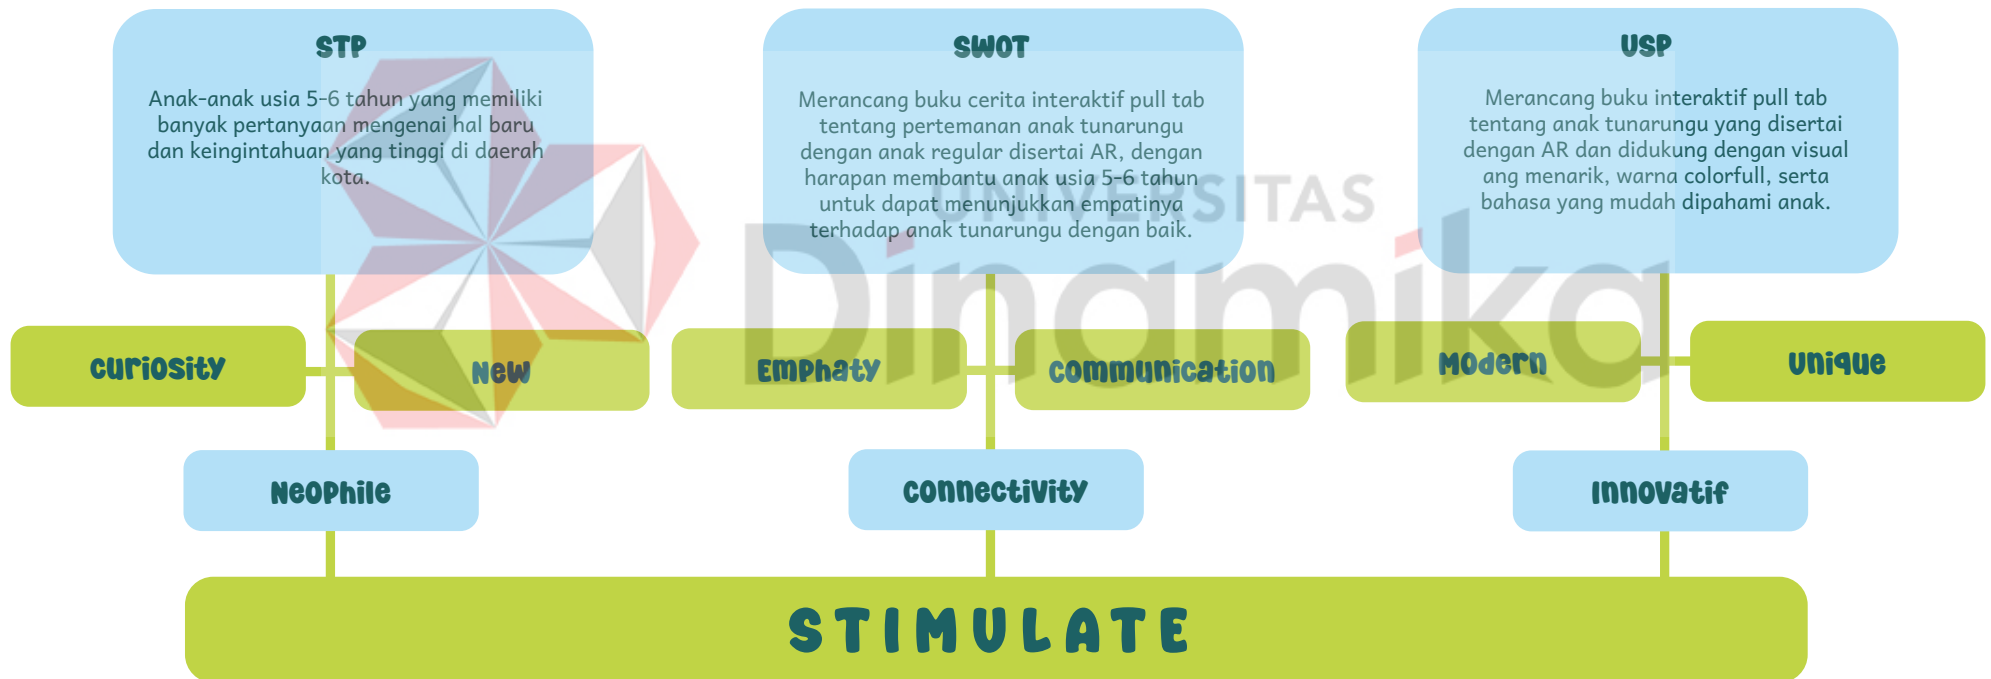 STP
Anak-anak usia 5-6 tahun yang memiliki
banyak pertanyaan mengenai hal baru
dan keingintahuan yang tinggi di daerah
kota.
SWOT
Merancang buku cerita interaktif pull tab
tentang pertemanan anak tunarungu
dengan anak regular disertai AR, dengan
harapan membantu anak usia 5-6 tahun
untuk dapat menunjukkan empatinya
terhadap anak tunarungu dengan baik.
USP
Merancang buku interaktif pull tab
tentang anak tunarungu yang disertai
dengan AR dan didukung dengan visual
ang menarik, warna colorfull, serta
bahasa yang mudah dipahami anak.
UNIVERSITAS
Dinamika
Curiosity
New
Emphaty
Communication
Modern
Unique
Neophile
Connectivity
Innovatif
STIMULATE